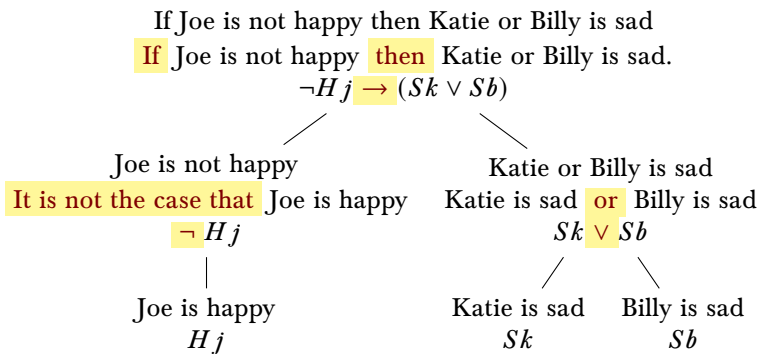 If Joe is not happy then Katie or Billy is sad
If Joe is not happy then Katie or Billy is sad.
¬Hj → (Sk ∨ Sb)
Joe is not happy
It is not the case that Joe is happy
¬ Hj
Katie or Billy is sad
Katie is sad or Billy is sad
Sk ∨ Sb
Joe is happy
Hj
Katie is sad
Sk
Billy is sad
Sb